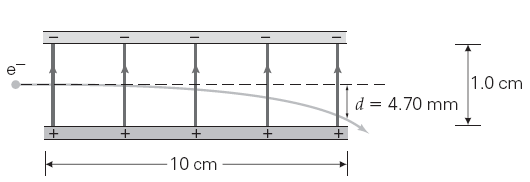 − − − − −
e⁻
1.0 cm
d = 4.70 mm
+ + + + +
10 cm